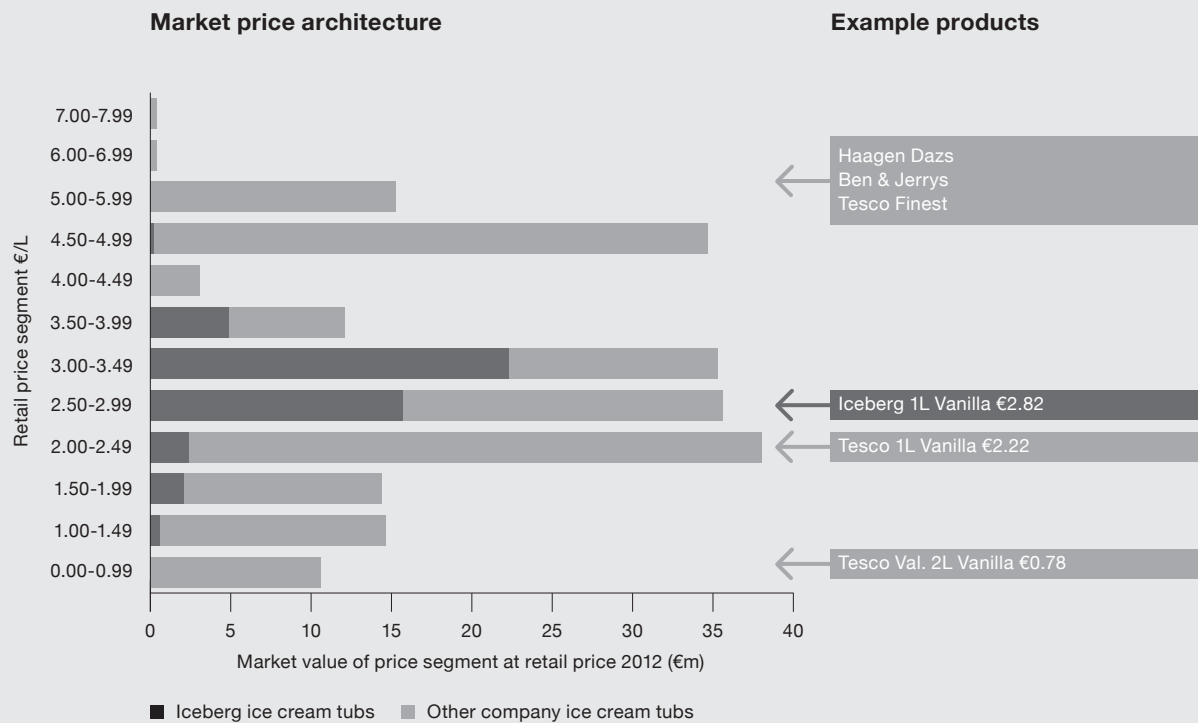 Market price architecture
Example products
Retail price segment €/L
7.00-7.99
6.00-6.99
5.00-5.99
4.50-4.99
4.00-4.49
3.50-3.99
3.00-3.49
2.50-2.99
2.00-2.49
1.50-1.99
1.00-1.49
0.00-0.99
0 5 10 15 20 25 30 35 40
Market value of price segment at retail price 2012 (€m)
Iceberg ice cream tubs Other company ice cream tubs
Haagen Dazs
Ben & Jerrys
Tesco Finest
Iceberg 1L Vanilla €2.82
Tesco 1L Vanilla €2.22
Tesco Val. 2L Vanilla €0.78